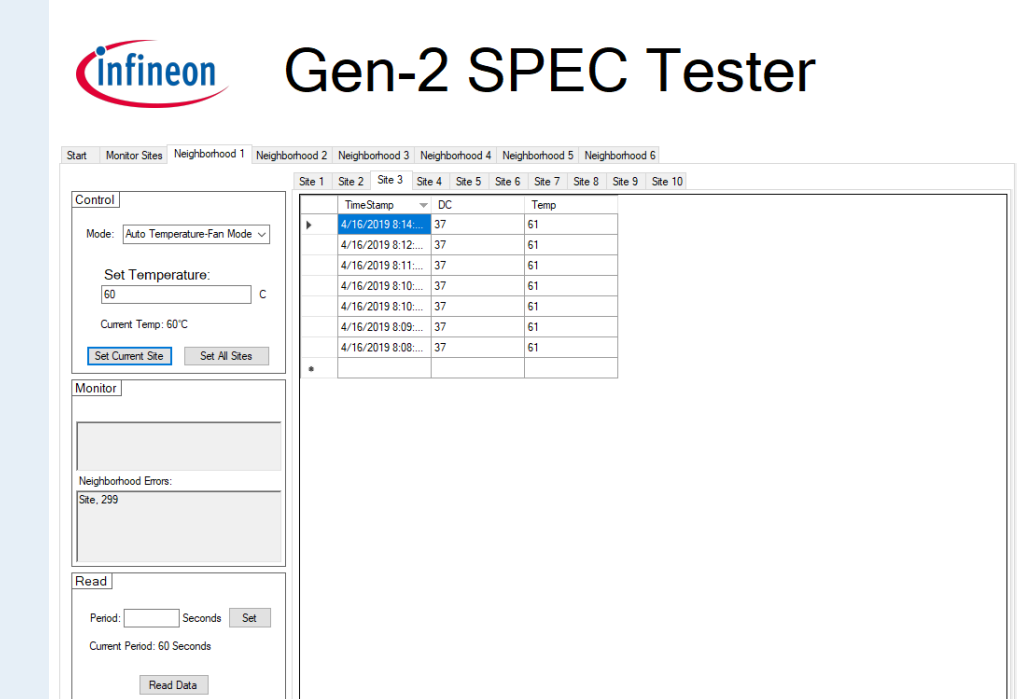 infineon
Gen-2 SPEC Tester
Start Monitor Sites Neighborhood 1 Neighborhood 2 Neighborhood 3 Neighborhood 4 Neighborhood 5 Neighborhood 6
Site 1 Site 2 Site 3 Site 4 Site 5 Site 6 Site 7 Site 8 Site 9 Site 10
Control
Mode: Auto Temperature-Fan Mode
Set Temperature:
60 C
Current Temp: 60°C
Set Current Site Set All Sites
Monitor
Neighborhood Errors:
Site, 299
Read
Period: Seconds Set
Current Period: 60 Seconds
Read Data
TimeStamp DC Temp
4/16/2019 8:14:... 37 61
4/16/2019 8:12:... 37 61
4/16/2019 8:11:... 37 61
4/16/2019 8:10:... 37 61
4/16/2019 8:10:... 37 61
4/16/2019 8:09:... 37 61
4/16/2019 8:08:... 37 61